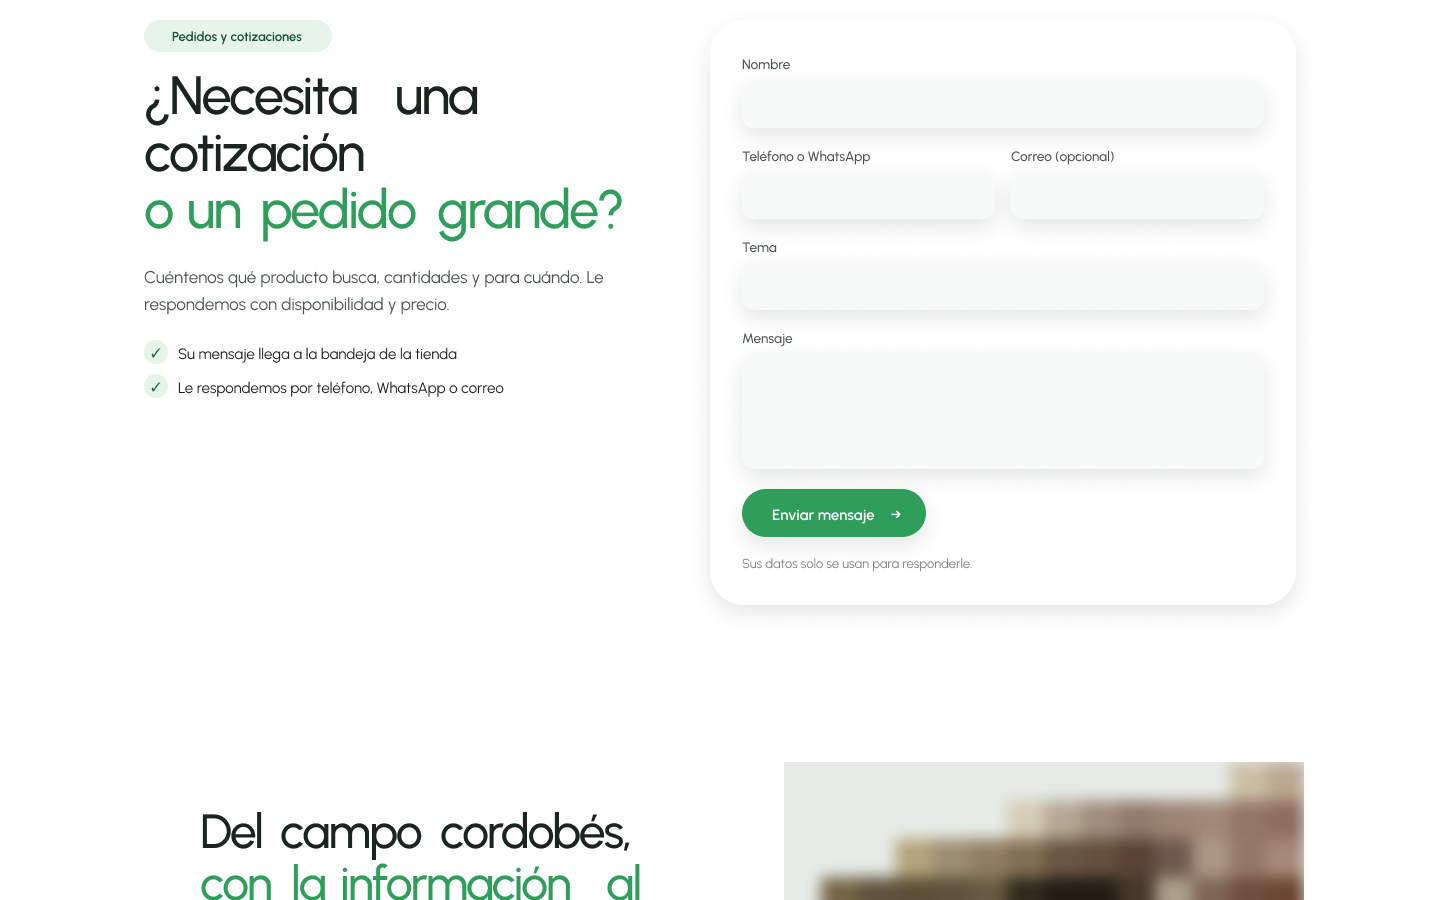 Pedidos y cotizaciones
¿Necesita una
cotización
o un pedido grande?
Cuéntenos qué producto busca, cantidades y para cuándo. Le
respondemos con disponibilidad y precio.
✓ Su mensaje llega a la bandeja de la tienda
✓ Le respondemos por teléfono, WhatsApp o correo
Nombre
Teléfono o WhatsApp Correo (opcional)
Tema
Mensaje
Enviar mensaje →
Sus datos solo se usan para responderle.
Del campo cordobés,
con la información al